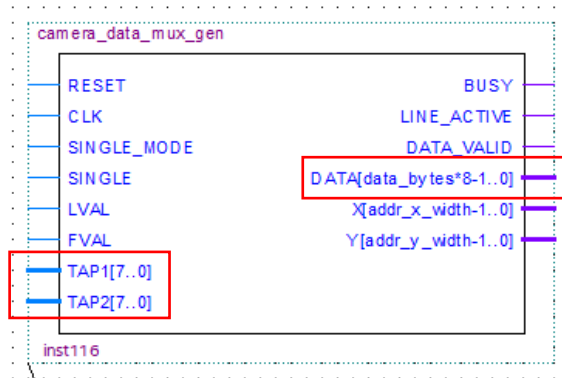 camera_data_mux_gen
RESET
BUSY
CLK
LINE_ACTIVE
SINGLE_MODE
DATA_VALID
SINGLE
DATA[data_bytes*8-1..0]
LVAL
X[addr_x_width-1..0]
FVAL
Y[addr_y_width-1..0]
TAP1[7..0]
TAP2[7..0]
inst116